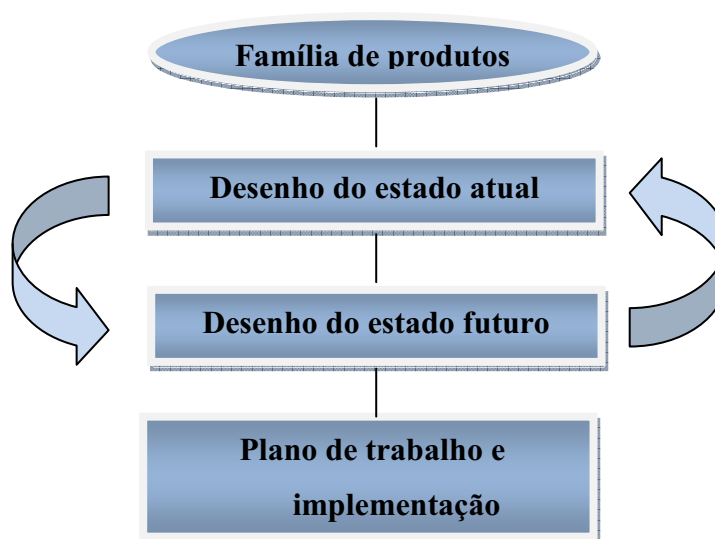 Família de produtos
Desenho do estado atual
Desenho do estado futuro
Plano de trabalho e
implementação